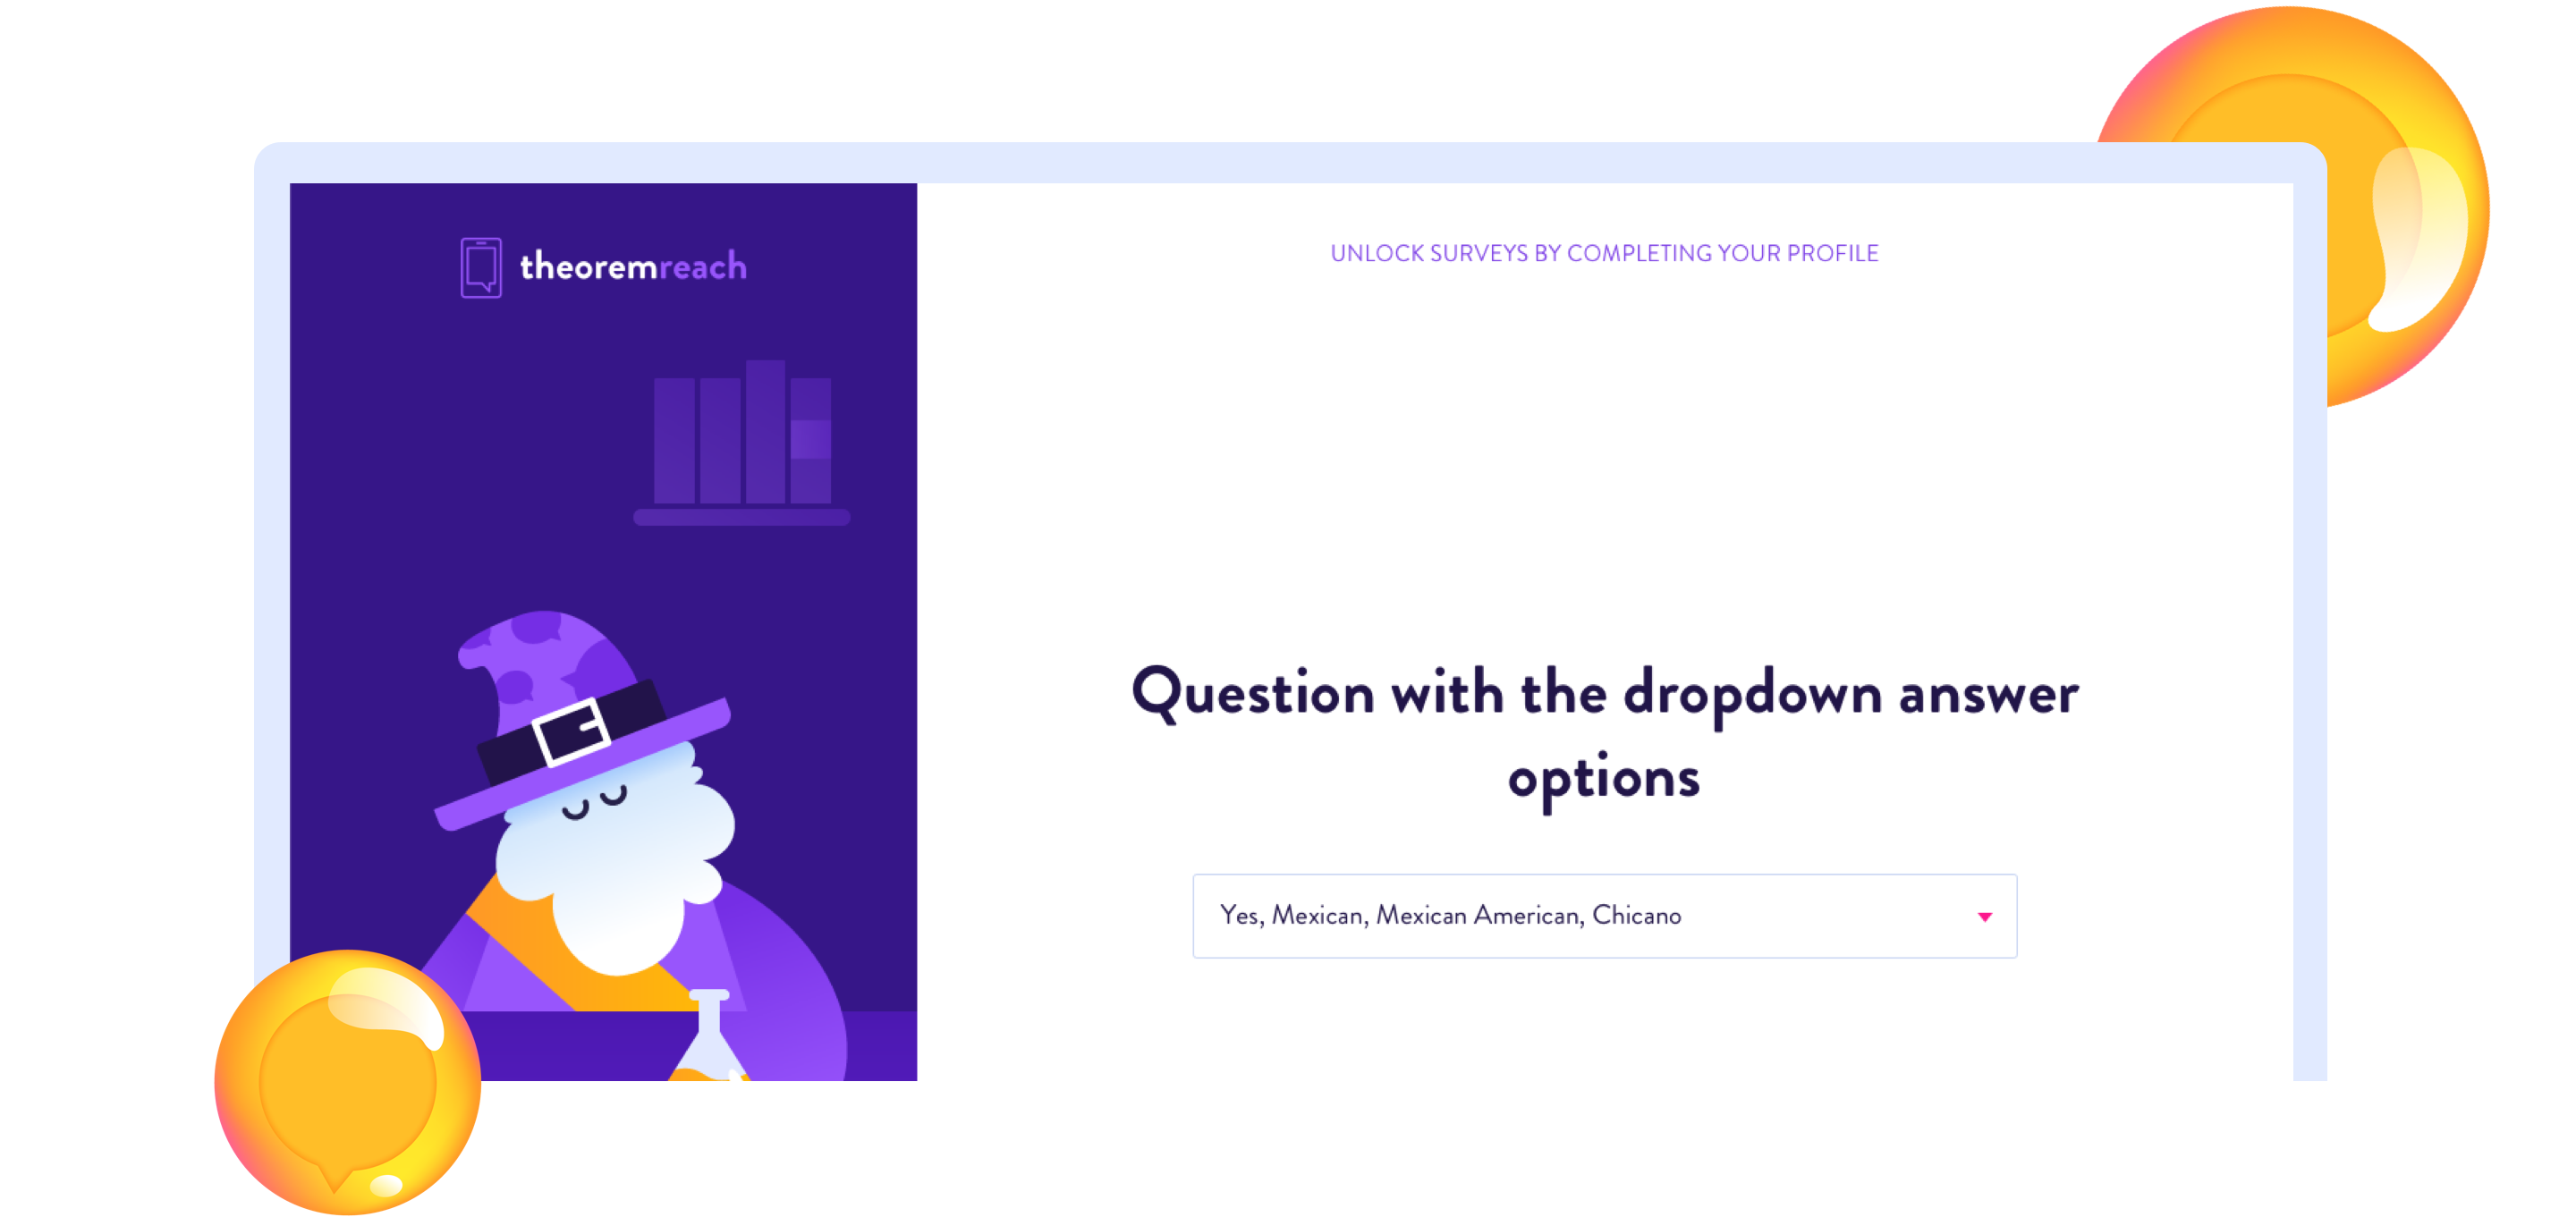 theoremreach
UNLOCK SURVEYS BY COMPLETING YOUR PROFILE
Question with the dropdown answer
options
Yes, Mexican, Mexican American, Chicano